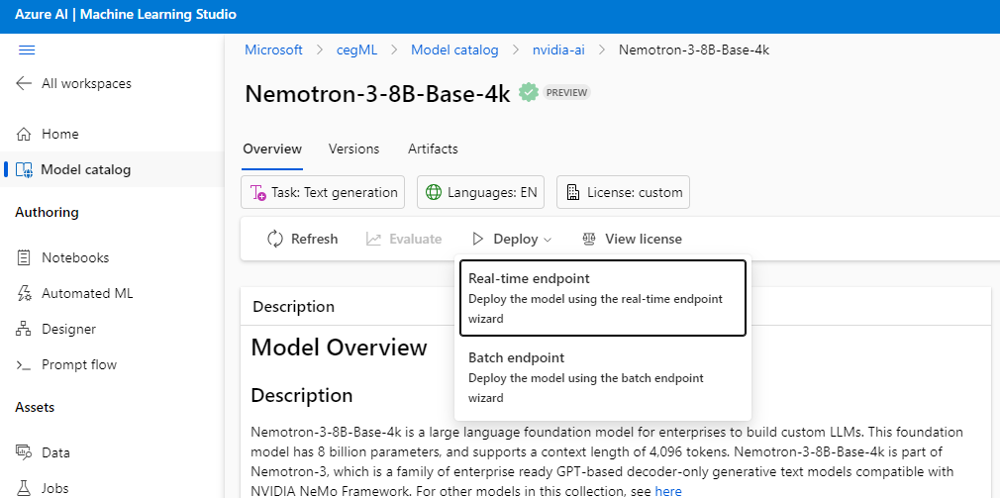 Azure AI | Machine Learning Studio
All workspaces
Home
Model catalog
Authoring
Notebooks
Automated ML
Designer
Prompt flow
Assets
Data
Jobs
Microsoft > cegML > Model catalog > nvidia-ai > Nemotron-3-8B-Base-4k
Nemotron-3-8B-Base-4k PREVIEW
Overview Versions Artifacts
Task: Text generation Languages: EN License: custom
Refresh Evaluate Deploy View license
Real-time endpoint
Deploy the model using the real-time endpoint
wizard
Batch endpoint
Deploy the model using the batch endpoint
wizard
Description
Model Overview
Description
Nemotron-3-8B-Base-4k is a large language foundation model for enterprises to build custom LLMs. This foundation
model has 8 billion parameters, and supports a context length of 4,096 tokens. Nemotron-3-8B-Base-4k is part of
Nemotron-3, which is a family of enterprise ready GPT-based decoder-only generative text models compatible with
NVIDIA NeMo Framework. For other models in this collection, see here